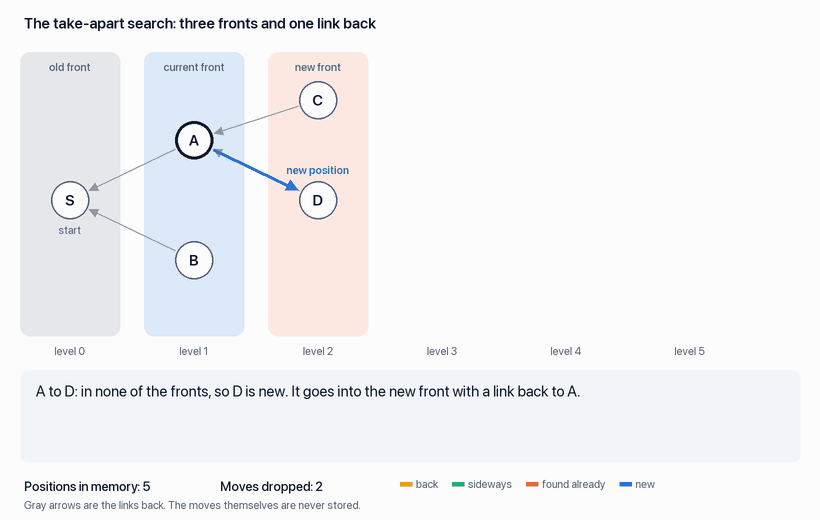 The take-apart search: three fronts and one link back
old front
current front
new front
C
A
new position
S
D
start
B
level 0
level 1
level 2
level 3
level 4
level 5
A to D: in none of the fronts, so D is new. It goes into the new front with a link back to A.
Positions in memory: 5
Moves dropped: 2
back
sideways
found already
new
Gray arrows are the links back. The moves themselves are never stored.